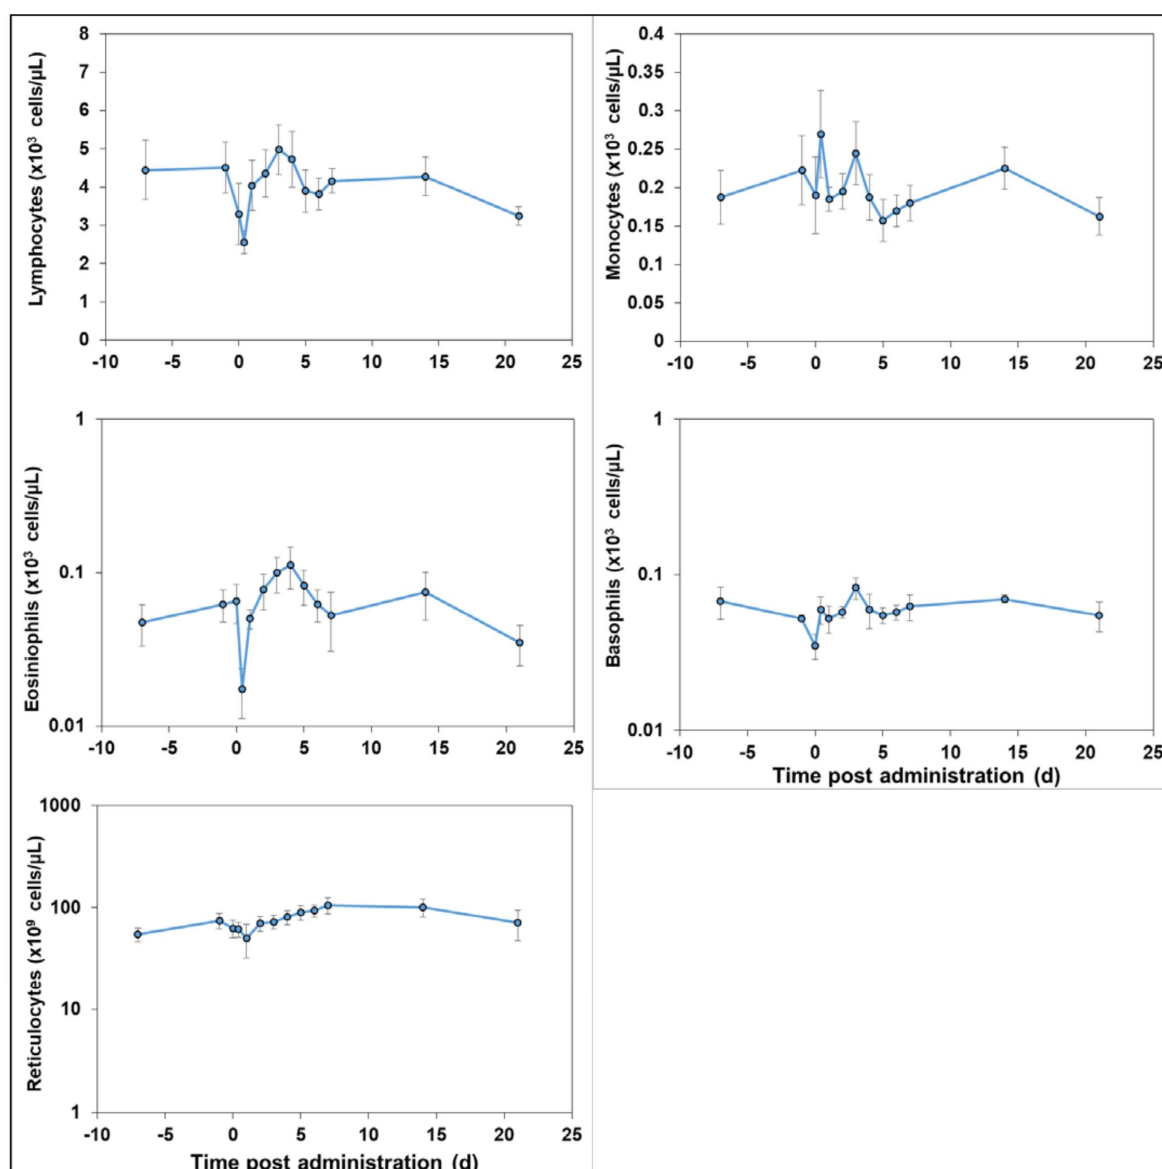 Lymphocytes (x10³ cells/µL)
8
7
6
5
4
3
2
1
0
-10 -5 0 5 10 15 20 25
Monocytes (x10³ cells/µL)
0.4
0.35
0.3
0.25
0.2
0.15
0.1
0.05
0
-10 -5 0 5 10 15 20 25
Eosiniophils (x10³ cells/µL)
1
0.1
0.01
-10 -5 0 5 10 15 20 25
Basophils (x10³ cells/µL)
1
0.1
0.01
-10 -5 0 5 10 15 20 25
Time post administration (d)
Reticulocytes (x10⁹ cells/µL)
1000
100
10
1
-10 -5 0 5 10 15 20 25
Time post administration (d)